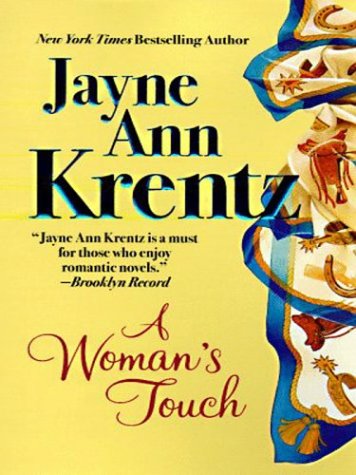 New York Times Bestselling Author
Jayne
Ann
Krentz
“Jayne Ann Krentz is a must
for those who enjoy
romantic novels.”
—Brooklyn Record
A
Woman's
Touch